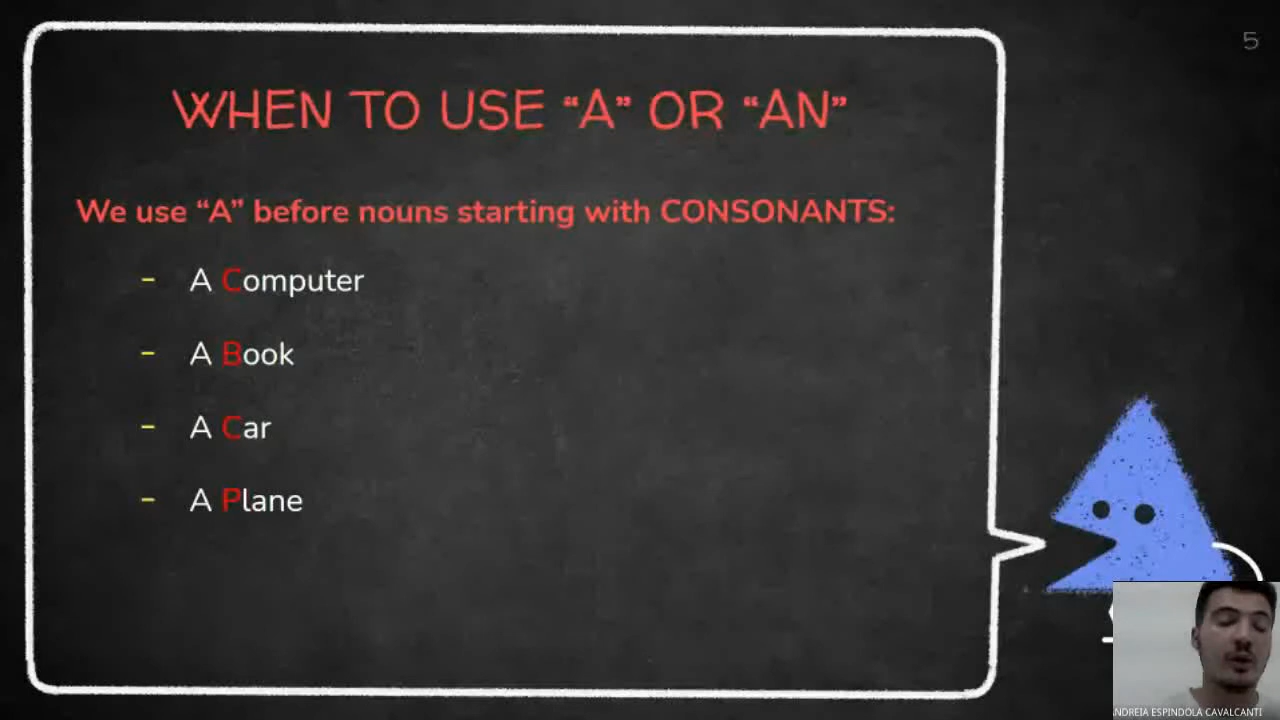 5
WHEN TO USE “A” OR “AN”
We use “A” before nouns starting with CONSONANTS:
- A Computer
- A Book
- A Car
- A Plane
NDREIA ESPINDOLA CAVALCANTI